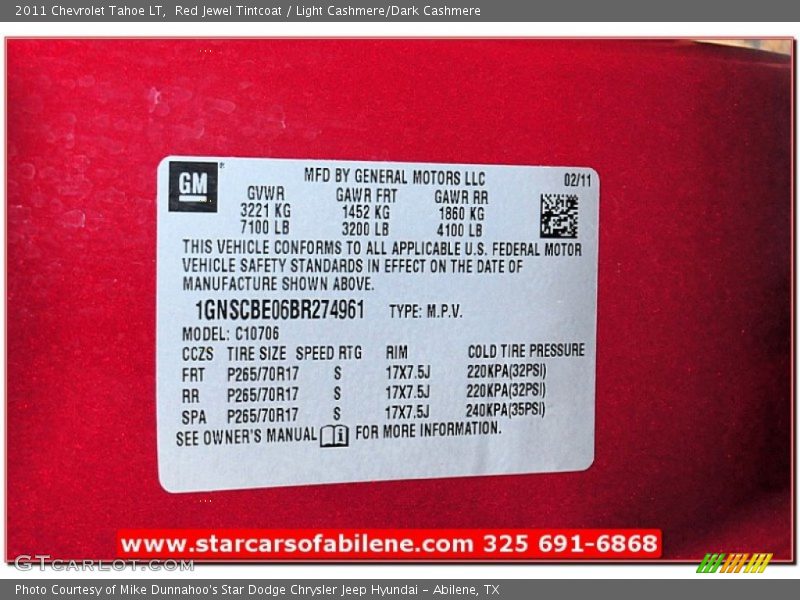 2011 Chevrolet Tahoe LT,  Red Jewel Tintcoat / Light Cashmere/Dark Cashmere
GM
MFD BY GENERAL MOTORS LLC 02/11
GVWR GAWR FRT GAWR RR
3221 KG 1452 KG 1860 KG
7100 LB 3200 LB 4100 LB
THIS VEHICLE CONFORMS TO ALL APPLICABLE U.S. FEDERAL MOTOR
VEHICLE SAFETY STANDARDS IN EFFECT ON THE DATE OF
MANUFACTURE SHOWN ABOVE.
1GNSCBE06BR274961 TYPE: M.P.V.
MODEL: C10706
CCZS TIRE SIZE SPEED RTG RIM COLD TIRE PRESSURE
FRT P265/70R17 S 17X7.5J 220KPA(32PSI)
RR P265/70R17 S 17X7.5J 220KPA(32PSI)
SPA P265/70R17 S 17X7.5J 240KPA(35PSI)
SEE OWNER'S MANUAL i FOR MORE INFORMATION.
www.starcarsofabilene.com 325 691-6868
GTcarlot.com
Photo Courtesy of Mike Dunnahoo's Star Dodge Chrysler Jeep Hyundai - Abilene, TX